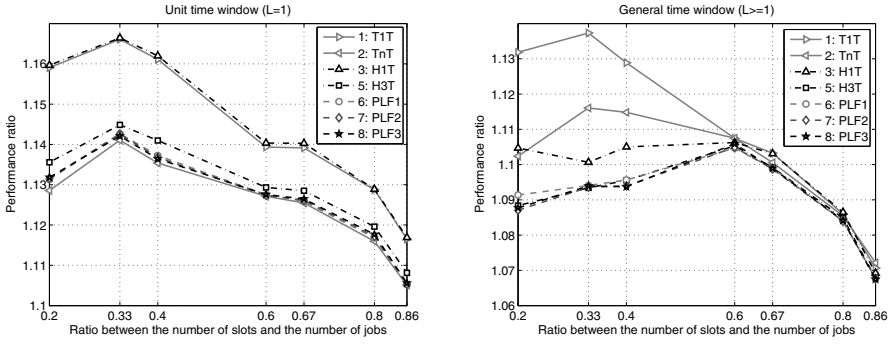 Unit time window (L=1)
Performance ratio
1.16
1.15
1.14
1.13
1.12
1.11
1.1
0.2
0.33
0.4
0.6
0.67
0.8
0.86
Ratio between the number of slots and the number of jobs
1: T1T
2: TnT
3: H1T
5: H3T
6: PLF1
7: PLF2
8: PLF3
General time window (L>=1)
Performance ratio
1.14
1.13
1.12
1.11
1.1
1.09
1.08
1.07
1.06
0.2
0.33
0.4
0.6
0.67
0.8
0.86
Ratio between the number of slots and the number of jobs
1: T1T
2: TnT
3: H1T
5: H3T
6: PLF1
7: PLF2
8: PLF3